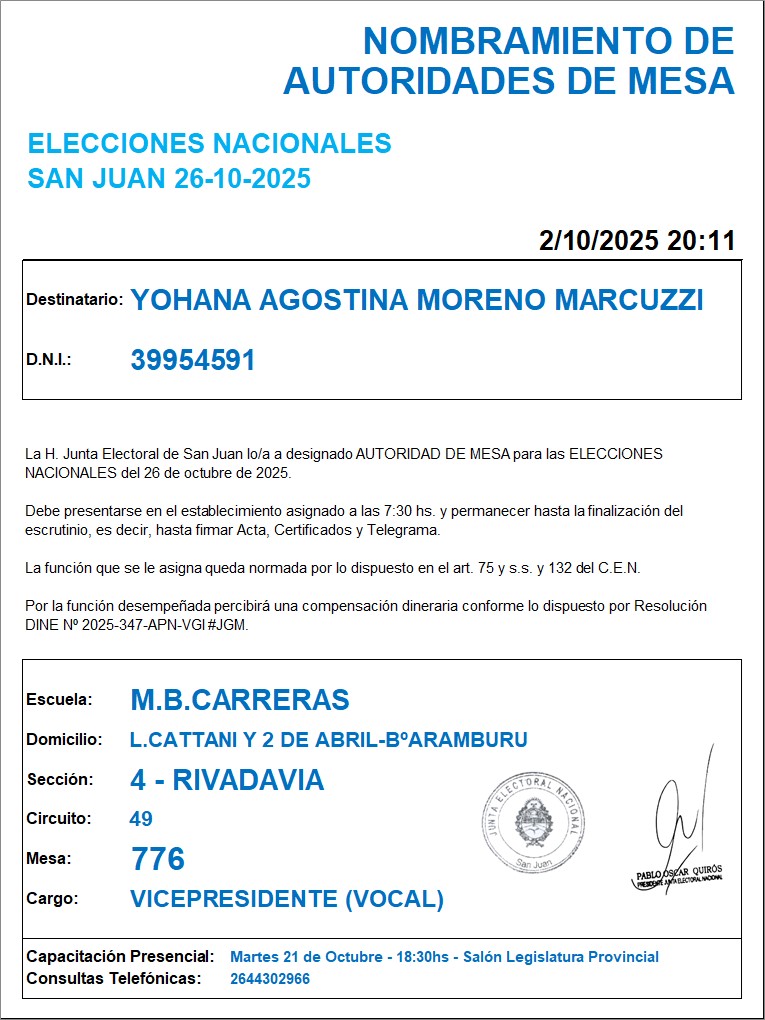 NOMBRAMIENTO DE
AUTORIDADES DE MESA
ELECCIONES NACIONALES
SAN JUAN 26-10-2025
2/10/2025 20:11
Destinatario: YOHANA AGOSTINA MORENO MARCUZZI
D.N.I.: 39954591
La H. Junta Electoral de San Juan lo/a a designado AUTORIDAD DE MESA para las ELECCIONES
NACIONALES del 26 de octubre de 2025.
Debe presentarse en el establecimiento asignado a las 7:30 hs. y permanecer hasta la finalización del
escrutinio, es decir, hasta firmar Acta, Certificados y Telegrama.
La función que se le asigna queda normada por lo dispuesto en el art. 75 y s.s. y 132 del C.E.N.
Por la función desempeñada percibirá una compensación dineraria conforme lo dispuesto por Resolución
DINE Nº 2025-347-APN-VGI#JGM.
Escuela: M.B.CARRERAS
Domicilio: L.CATTANI Y 2 DE ABRIL-BºARAMBURU
Sección: 4 - RIVADAVIA
Circuito: 49
Mesa: 776
Cargo: VICEPRESIDENTE (VOCAL)
JUNTA ELECTORAL NACIONAL
San Juan
PABLO OSCAR QUIRÓS
PRESIDENTE JUNTA ELECTORAL NACIONAL
Capacitación Presencial: Martes 21 de Octubre - 18:30hs - Salón Legislatura Provincial
Consultas Telefónicas: 2644302966